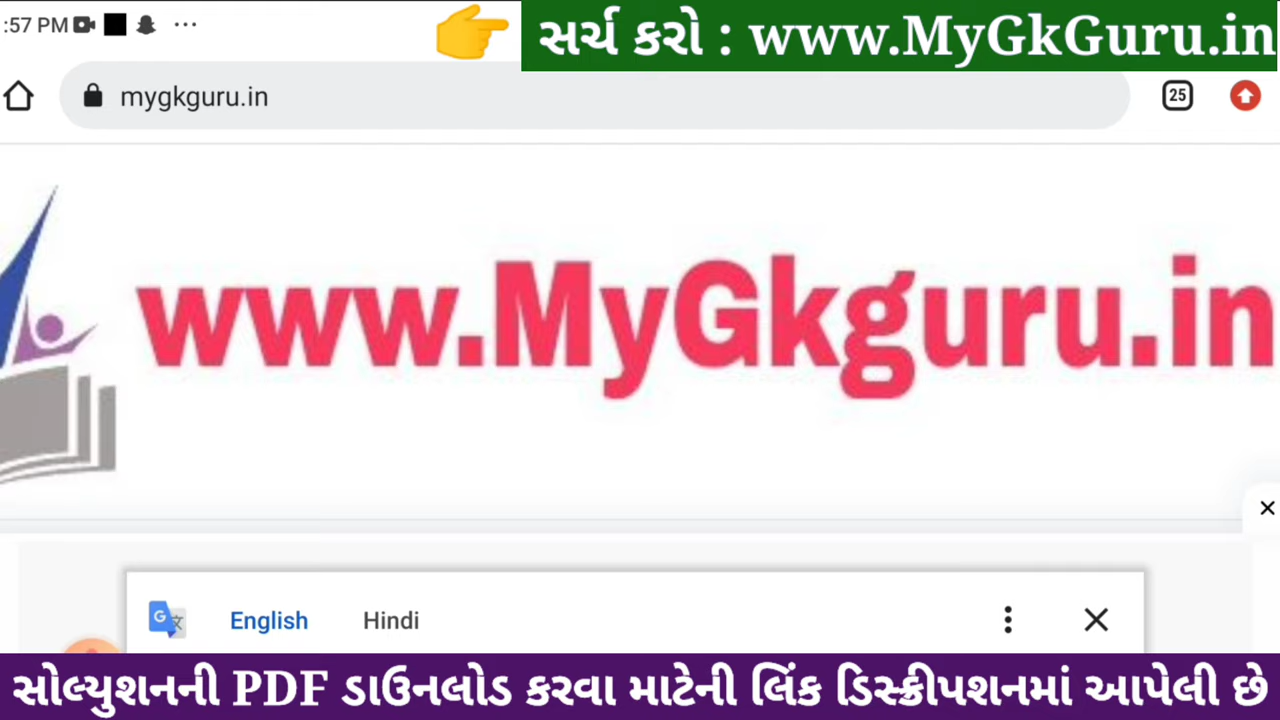 :57 PM
સર્ચ કરો : www.MyGkGuru.in
mygkguru.in
25
www.MyGkguru.in
English Hindi
સોલ્યુશનની PDF ડાઉનલોડ કરવા માટેની લિંક ડિસ્ક્રીપશનમાં આપેલી છે